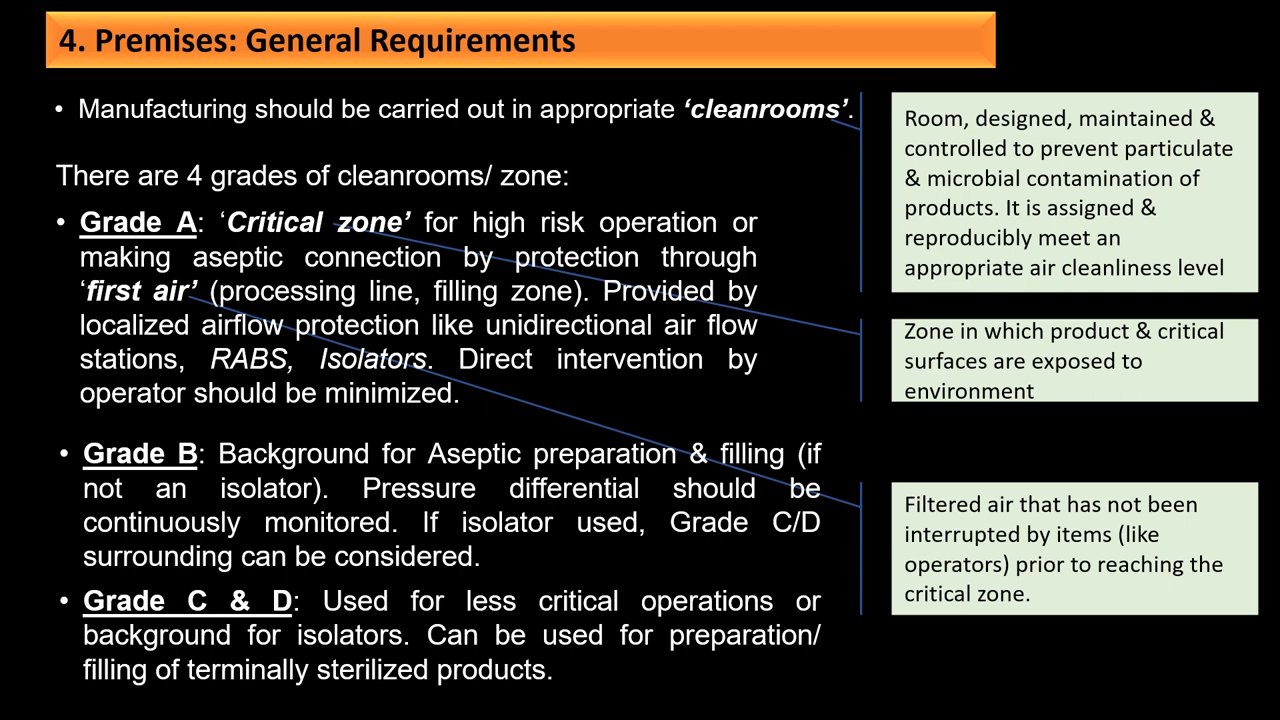 4. Premises: General Requirements
• Manufacturing should be carried out in appropriate ‘cleanrooms’.
There are 4 grades of cleanrooms/ zone:
• Grade A: ‘Critical zone’ for high risk operation or
making aseptic connection by protection through
‘first air’ (processing line, filling zone). Provided by
localized airflow protection like unidirectional air flow
stations, RABS, Isolators. Direct intervention by
operator should be minimized.
• Grade B: Background for Aseptic preparation & filling (if
not an isolator). Pressure differential should be
continuously monitored. If isolator used, Grade C/D
surrounding can be considered.
• Grade C & D: Used for less critical operations or
background for isolators. Can be used for preparation/
filling of terminally sterilized products.
Room, designed, maintained &
controlled to prevent particulate
& microbial contamination of
products. It is assigned &
reproducibly meet an
appropriate air cleanliness level
Zone in which product & critical
surfaces are exposed to
environment
Filtered air that has not been
interrupted by items (like
operators) prior to reaching the
critical zone.